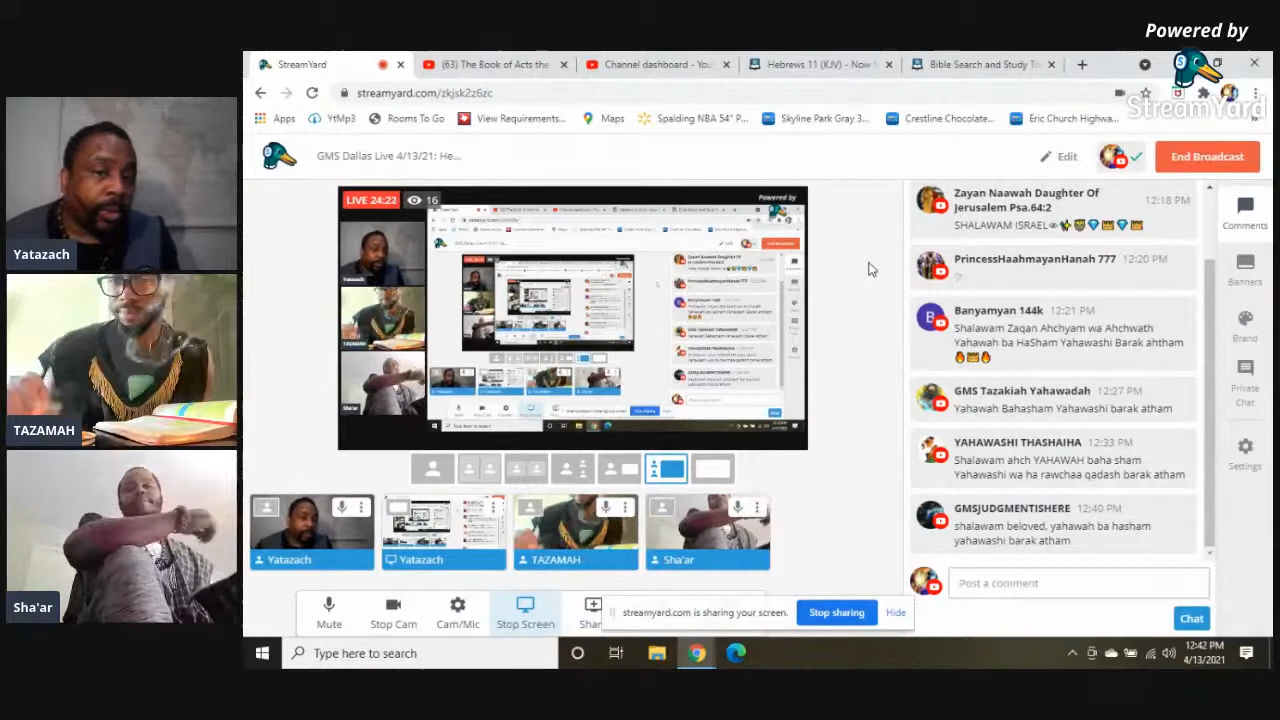 Powered by
StreamYard
StreamYard
(63) The Book of Acts the
Channel dashboard - You
Hebrews 11 (KJV) - Now
Bible Search and Study To
streamyard.com/zkjsk2z6zc
Apps
YtMp3
Rooms To Go
View Requirements...
Maps
Spalding NBA 54" P...
Skyline Park Gray 3...
Crestline Chocolate...
Eric Church Highwa...
GMS Dallas Live 4/13/21: He...
Edit
End Broadcast
Yatazach
TAZAMAH
Sha'ar
LIVE 24:22
16
Powered by
Yatazach
TAZAMAH
Sha'ar
Yatazach
Yatazach
TAZAMAH
Sha'ar
Mute
Stop Cam
Cam/Mic
Stop Screen
Shar
streamyard.com is sharing your screen.
Stop sharing
Hide
Zayan Naawah Daughter Of
Jerusalem Psa.64:2
12:18 PM
SHALAWAM ISRAEL
PrincessHaahmayanHanah 777
12:20 PM
Banyamyan 144k
12:21 PM
Shalawam Zaqan Ahchyam wa Ahchwath
Yahawah ba HaSham Yahawashi Barak ahtham
Yada Tazakiah Yahawadah
12:27 PM
Yahawah Bahasham Yahawashi barak atham
YAHAWASHI THASHAIHA
12:33 PM
Shalawam ahch YAHAWAH baha sham
Yahawashi wa ha rawchaa qadash barak atham
GMSJUDGMENTISHERE
12:40 PM
shalawam beloved. yahawah ba hasham
yahawashi barak atham
Post a comment
Chat
Comments
Banners
Brand
Private
Chat
Settings
Type here to search
12:42 PM
4/13/2021